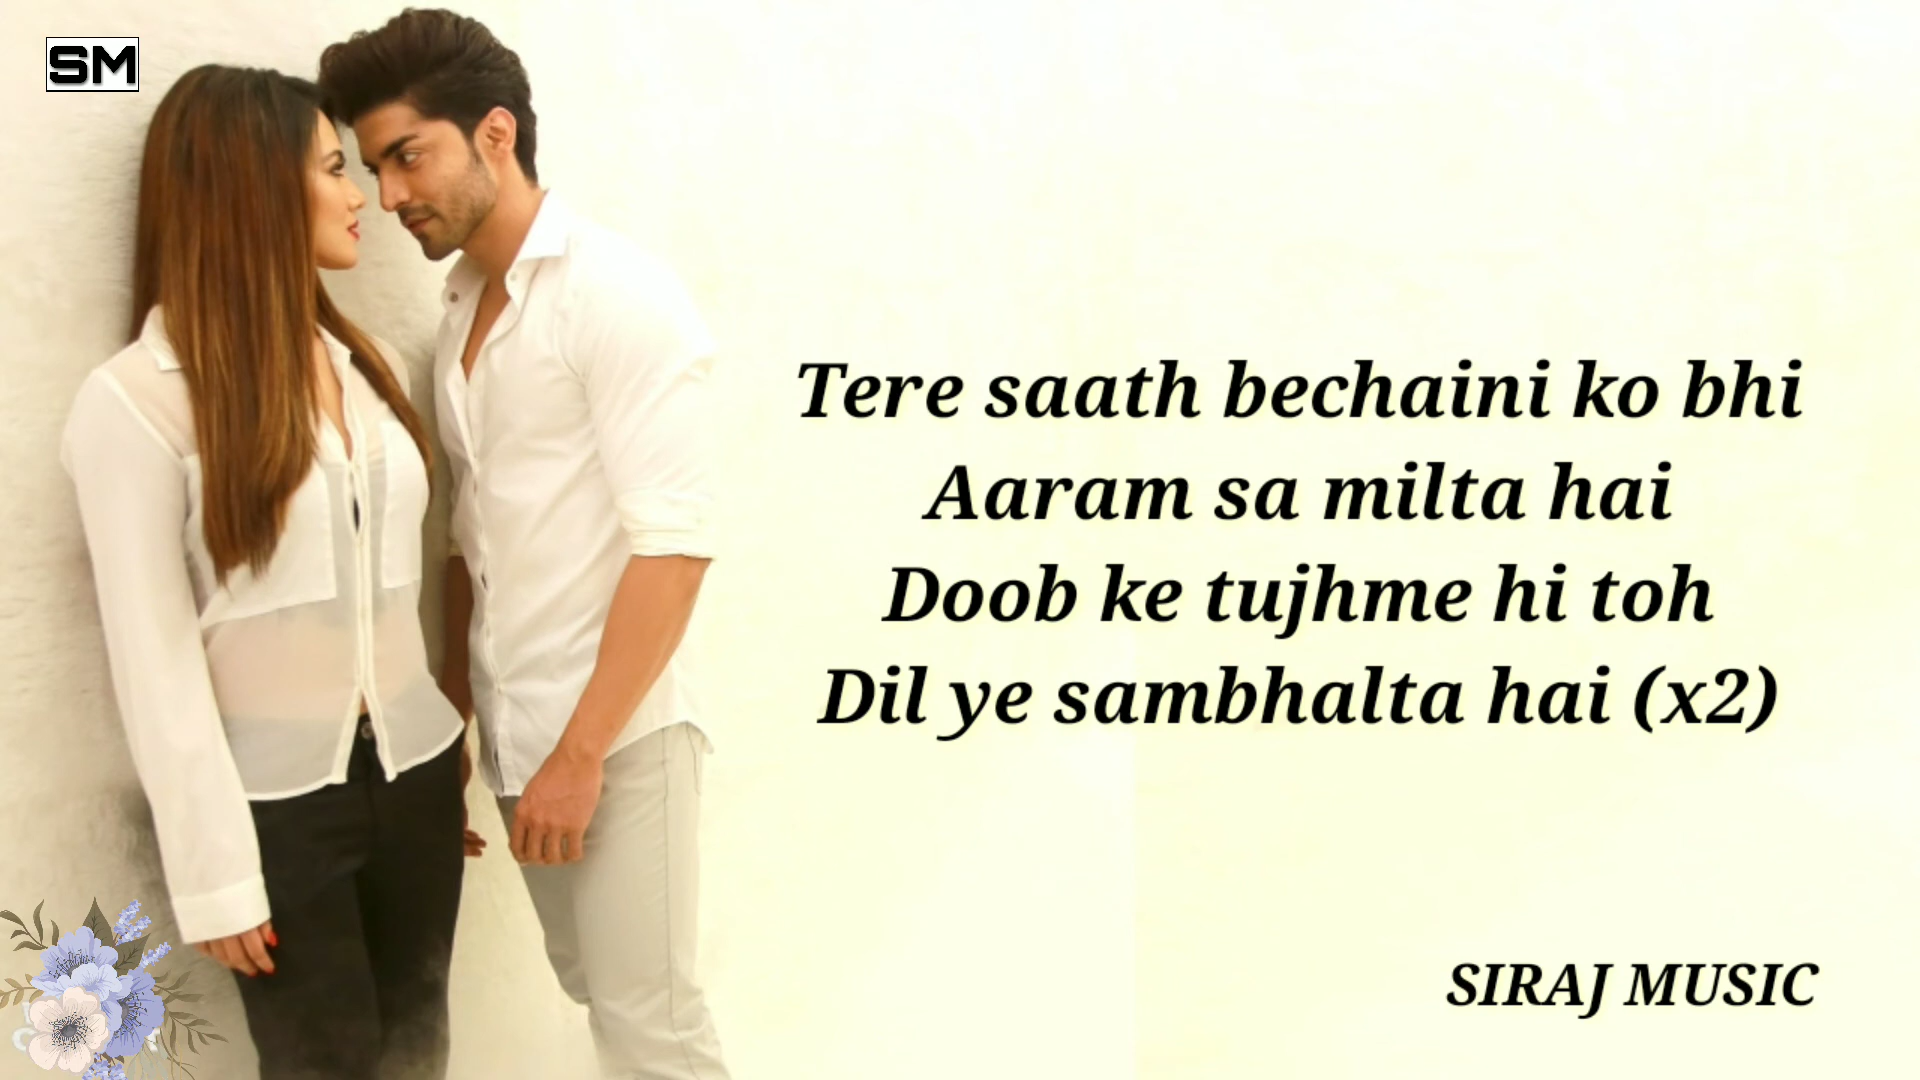 SM
Tere saath bechaini ko bhi
Aaram sa milta hai
Doob ke tujhme hi toh
Dil ye sambhalta hai (x2)
SIRAJ MUSIC